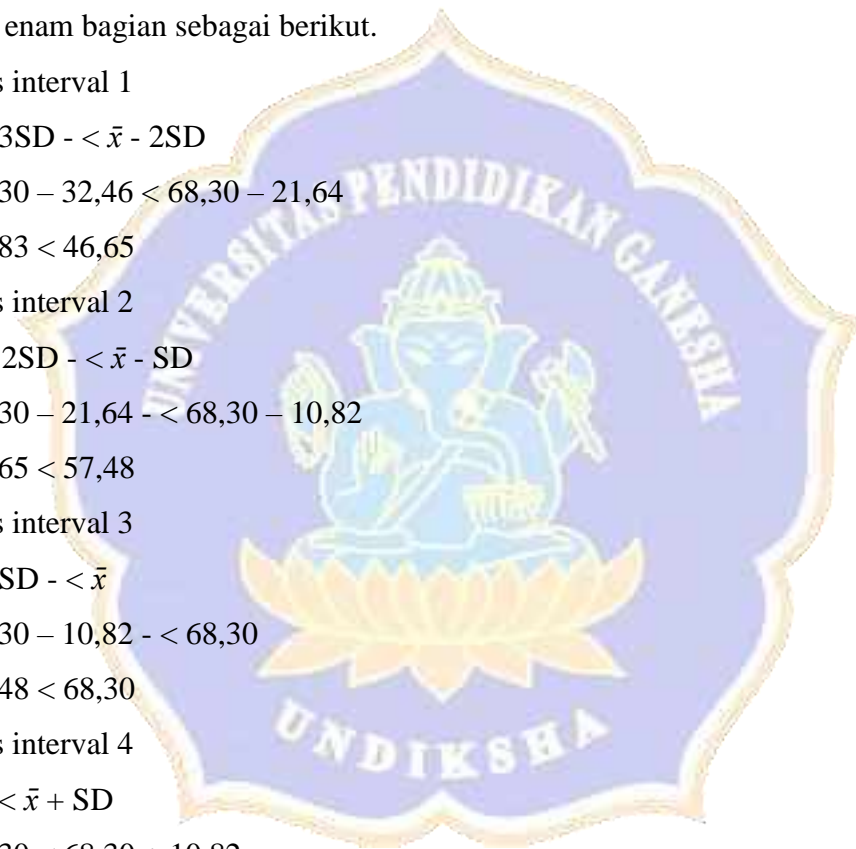 enam bagian sebagai berikut.
s interval 1
3SD - < x̄ - 2SD
30 – 32,46 < 68,30 – 21,64
83 < 46,65
s interval 2
2SD - < x̄ - SD
30 – 21,64 - < 68,30 – 10,82
65 < 57,48
s interval 3
SD - < x̄
30 – 10,82 - < 68,30
48 < 68,30
s interval 4
< x̄ + SD
UNIVERSITAS PENDIDIKAN GANESHA
UNDIKSHA